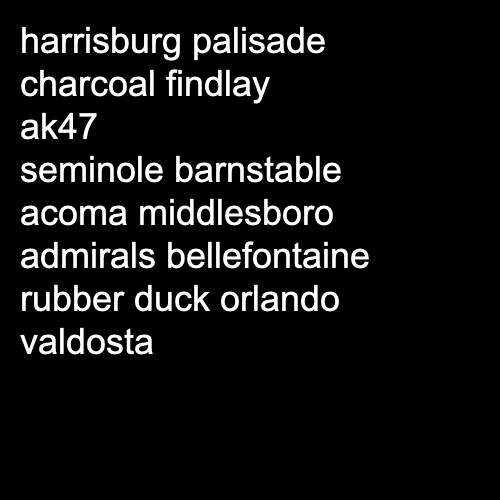 harrisburg palisade
charcoal findlay
ak47
seminole barnstable
acoma middlesboro
admirals bellefontaine
rubber duck orlando
valdosta